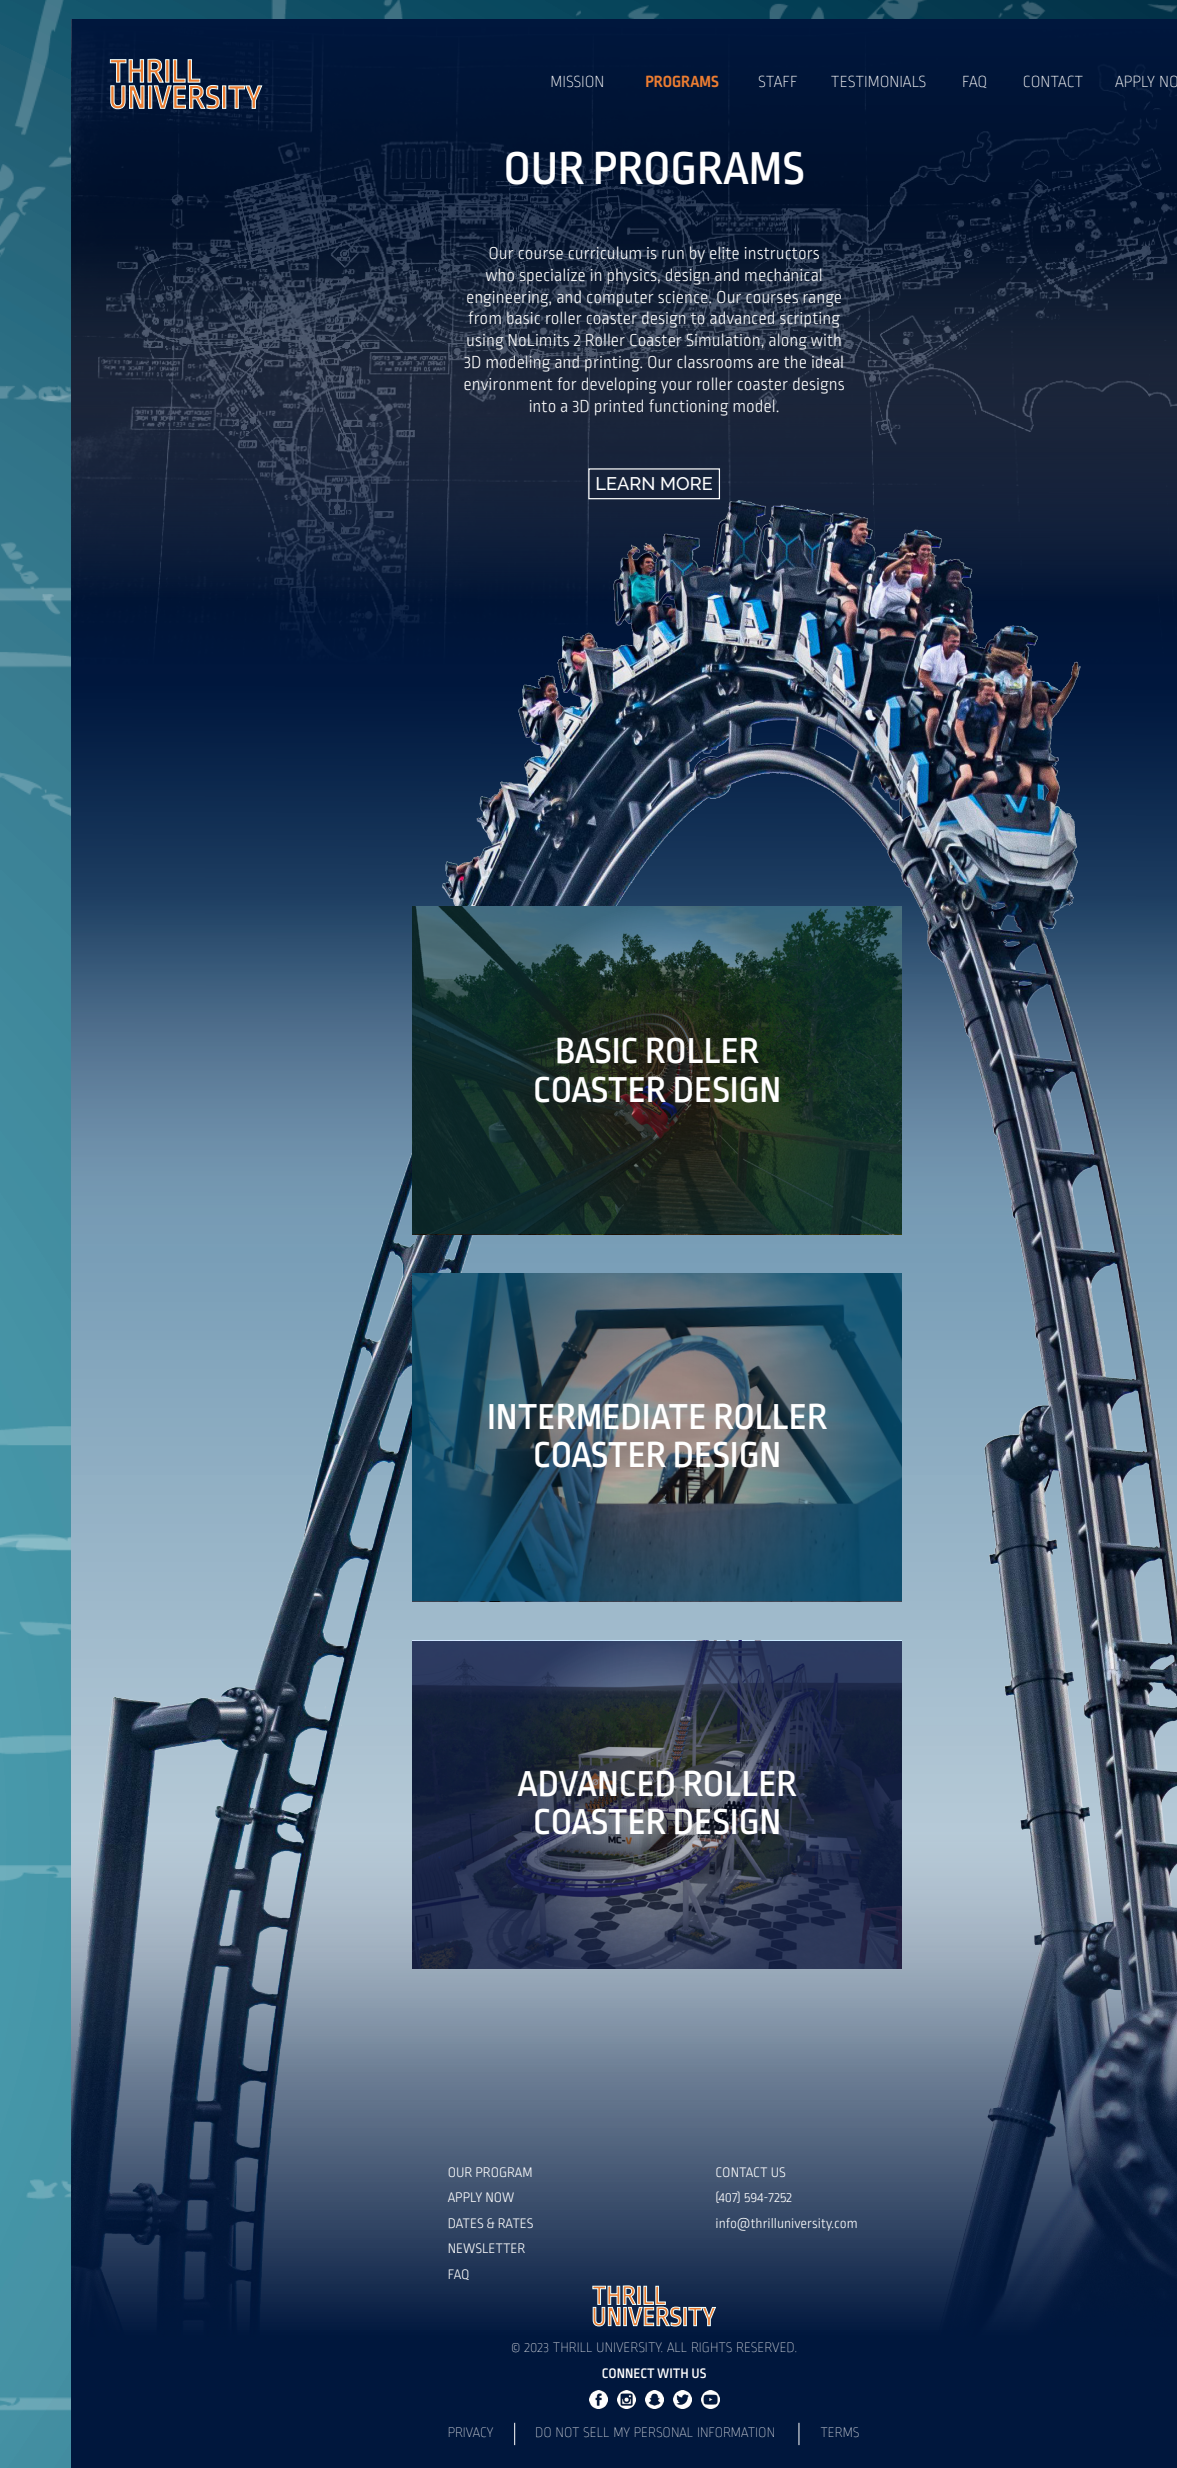 THRILL
UNIVERSITY
MISSION PROGRAMS STAFF TESTIMONIALS FAQ CONTACT APPLY NO
OUR PROGRAMS
Our course curriculum is run by elite instructors
who specialize in physics, design and mechanical
engineering, and computer science. Our courses range
from basic roller coaster design to advanced scripting
using NoLimits 2 Roller Coaster Simulation, along with
3D modeling and printing. Our classrooms are the ideal
environment for developing your roller coaster designs
into a 3D printed functioning model.
LEARN MORE
BASIC ROLLER
COASTER DESIGN
INTERMEDIATE ROLLER
COASTER DESIGN
ADVANCED ROLLER
COASTER DESIGN
MC-V
OUR PROGRAM
APPLY NOW
DATES & RATES
NEWSLETTER
FAQ
CONTACT US
(407) 594-7252
info@thrilluniversity.com
THRILL
UNIVERSITY
© 2023 THRILL UNIVERSITY. ALL RIGHTS RESERVED.
CONNECT WITH US
PRIVACY DO NOT SELL MY PERSONAL INFORMATION TERMS